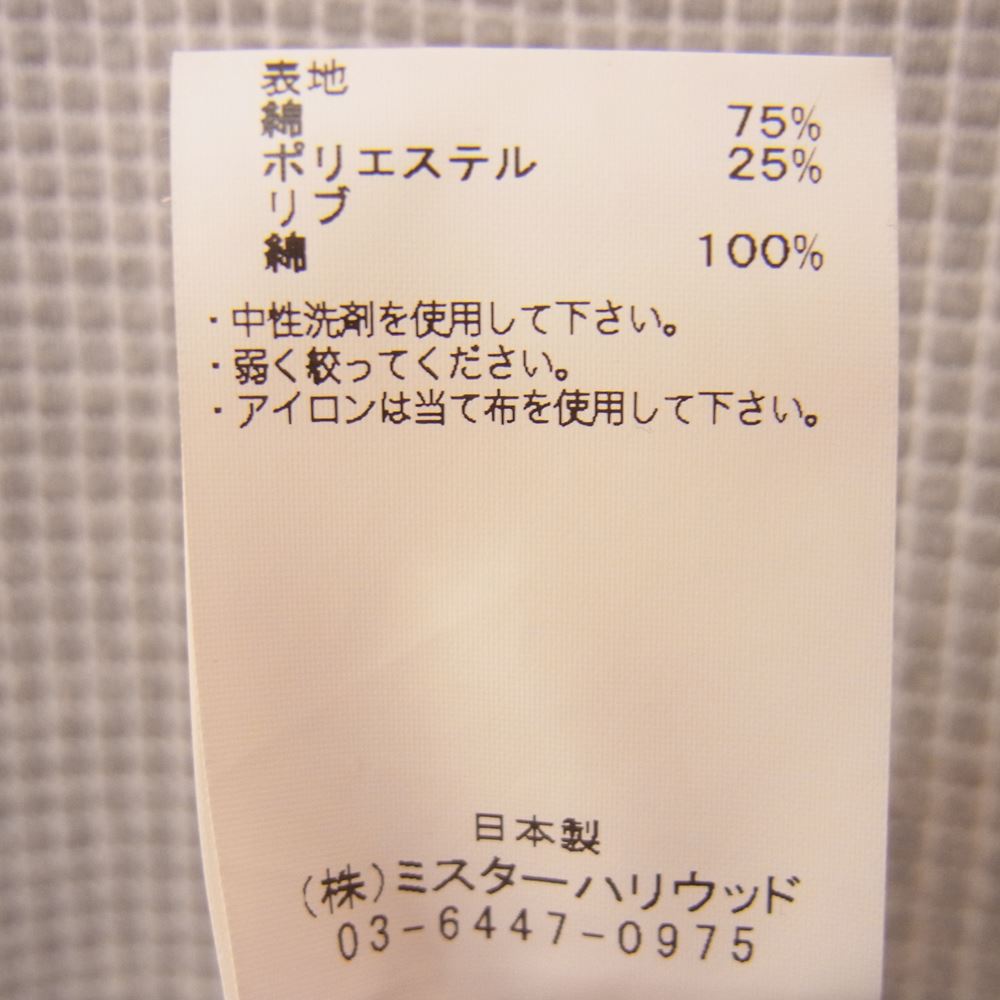 表地
綿 75%
ポリエステル 25%
リブ
綿 100%
・中性洗剤を使用して下さい。
・弱く絞ってください。
・アイロンは当て布を使用して下さい。
日本製
(株)ミスターハリウッド
03-6447-0975